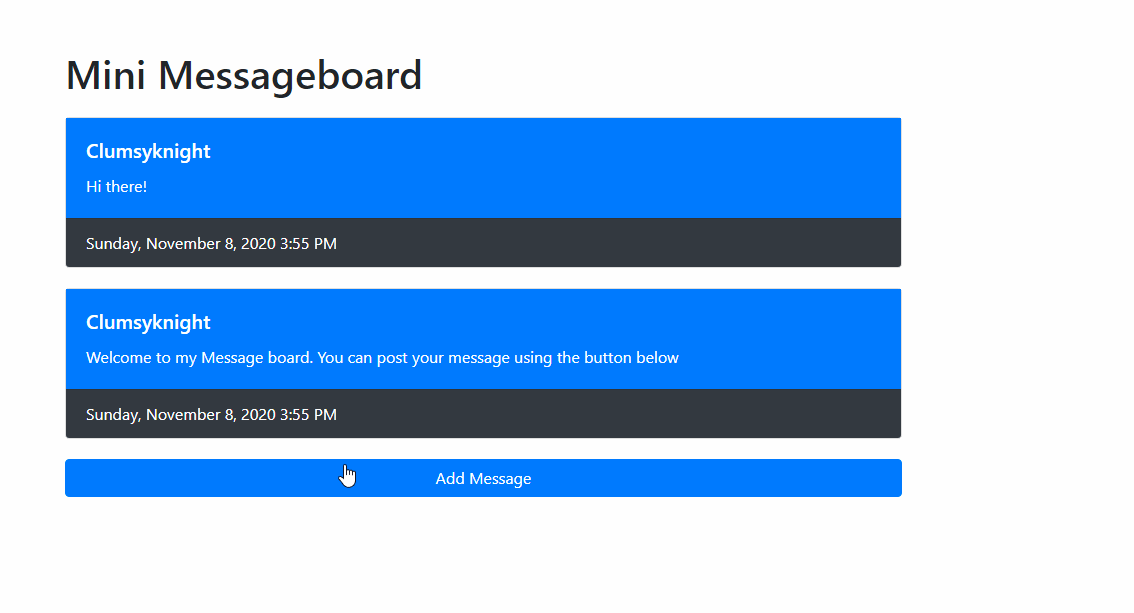 Mini Messageboard
Clumsyknight
Hi there!
Sunday, November 8, 2020 3:55 PM
Clumsyknight
Welcome to my Message board. You can post your message using the button below
Sunday, November 8, 2020 3:55 PM
Add Message